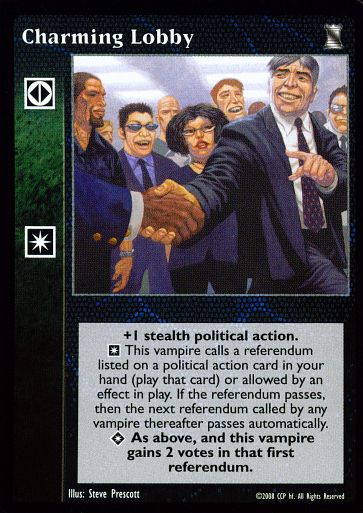 Charming Lobby
+1 stealth political action.
This vampire calls a referendum
listed on a political action card in your
hand (play that card) or allowed by an
effect in play. If the referendum passes,
then the next referendum called by any
vampire thereafter passes automatically.
As above, and this vampire
gains 2 votes in that first
referendum.
Illus: Steve Prescott
©2008 CCP hf. All Rights Reserved